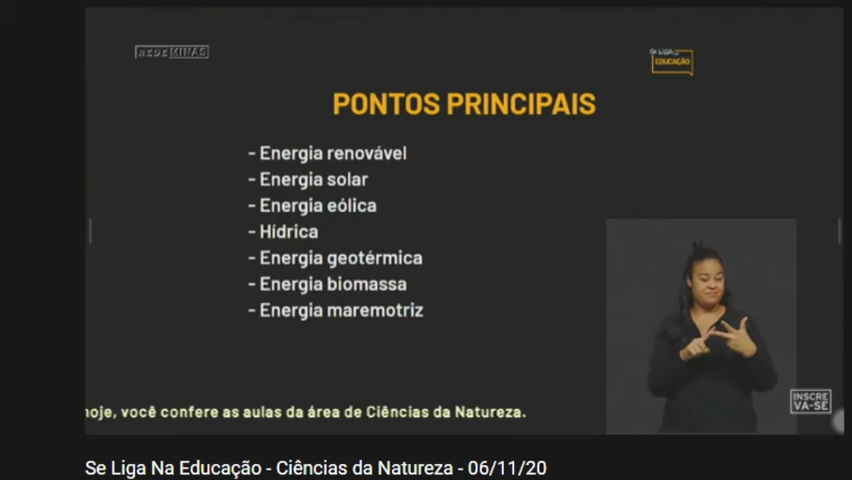 REDE MINAS
Se LIGA... NA
EDUCAÇÃO
PONTOS PRINCIPAIS
- Energia renovável
- Energia solar
- Energia eólica
- Hídrica
- Energia geotérmica
- Energia biomassa
- Energia maremotriz
hoje, você confere as aulas da área de Ciências da Natureza.
INSCRE
VA-SE
Se Liga Na Educação - Ciências da Natureza - 06/11/20